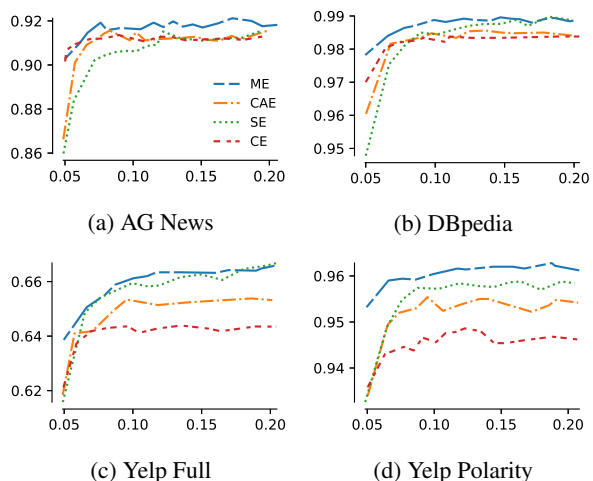 0.92
0.90
0.88
0.86
ME
CAE
SE
CE
0.05 0.10 0.15 0.20
(a) AG News
0.99
0.98
0.97
0.96
0.95
0.05 0.10 0.15 0.20
(b) DBpedia
0.66
0.64
0.62
0.05 0.10 0.15 0.20
(c) Yelp Full
0.96
0.95
0.94
0.05 0.10 0.15 0.20
(d) Yelp Polarity